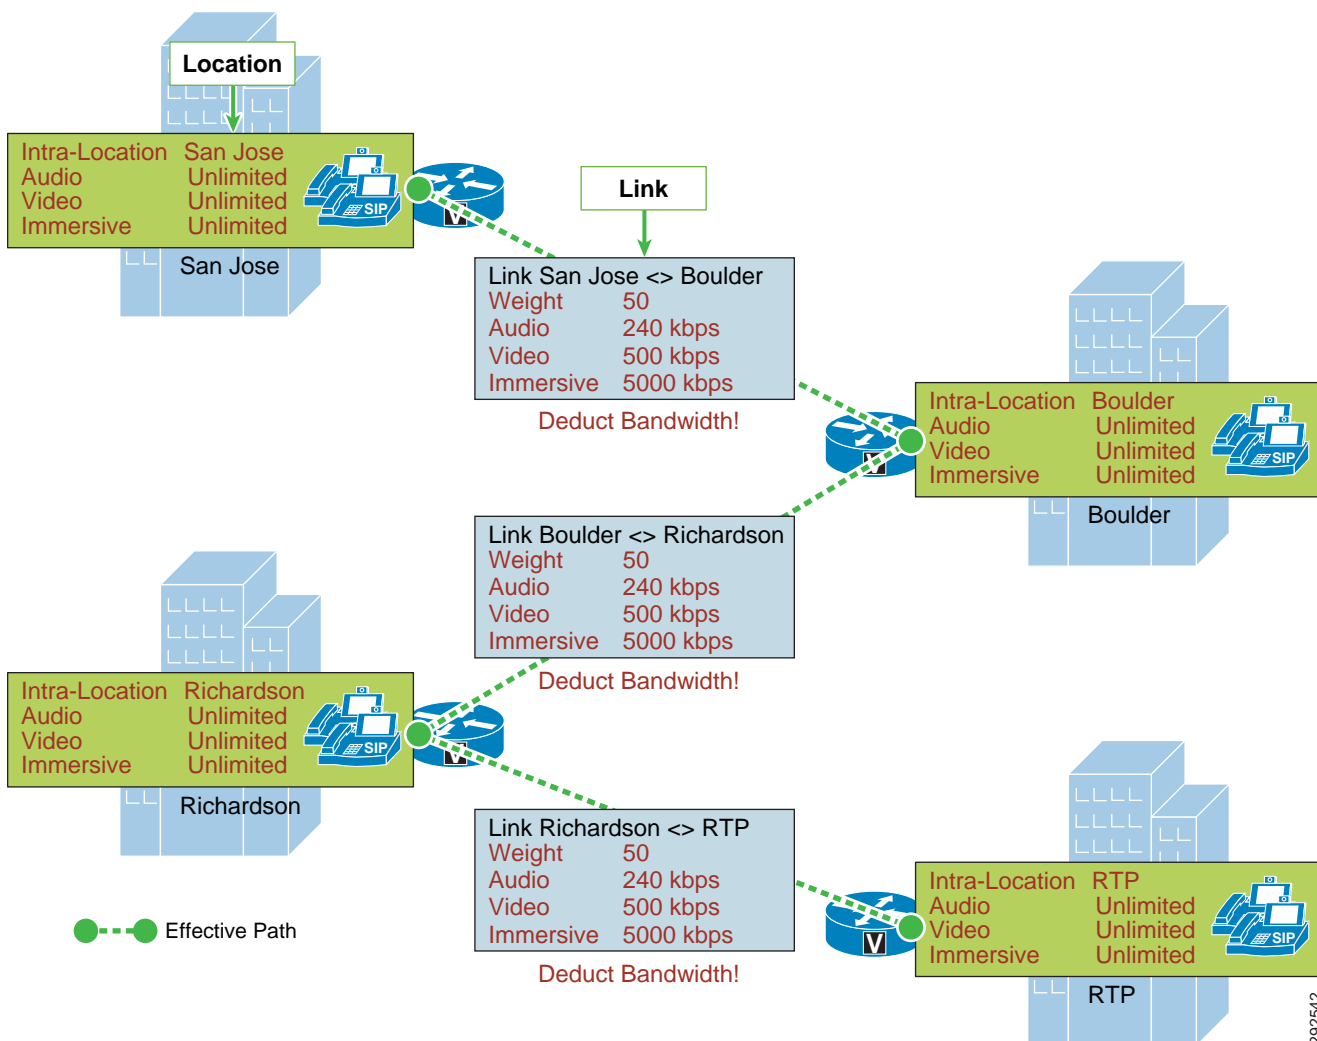 Location
Intra-Location San Jose
Audio Unlimited
Video Unlimited
Immersive Unlimited
SIP
V
San Jose
Link
Link San Jose <> Boulder
Weight 50
Audio 240 kbps
Video 500 kbps
Immersive 5000 kbps
Deduct Bandwidth!
Intra-Location Boulder
Audio Unlimited
Video Unlimited
Immersive Unlimited
SIP
V
Boulder
Link Boulder <> Richardson
Weight 50
Audio 240 kbps
Video 500 kbps
Immersive 5000 kbps
Deduct Bandwidth!
Intra-Location Richardson
Audio Unlimited
Video Unlimited
Immersive Unlimited
SIP
V
Richardson
Link Richardson <> RTP
Weight 50
Audio 240 kbps
Video 500 kbps
Immersive 5000 kbps
Deduct Bandwidth!
Intra-Location RTP
Audio Unlimited
Video Unlimited
Immersive Unlimited
SIP
V
RTP
Effective Path
292542